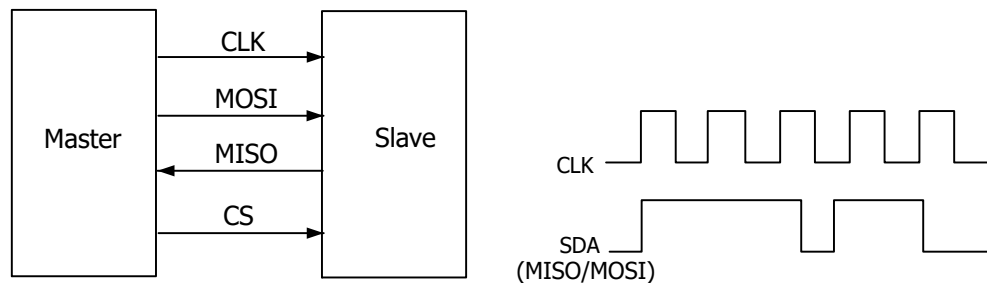 CLK
MOSI
Master
Slave
MISO
CS
CLK
SDA
(MISO/MOSI)